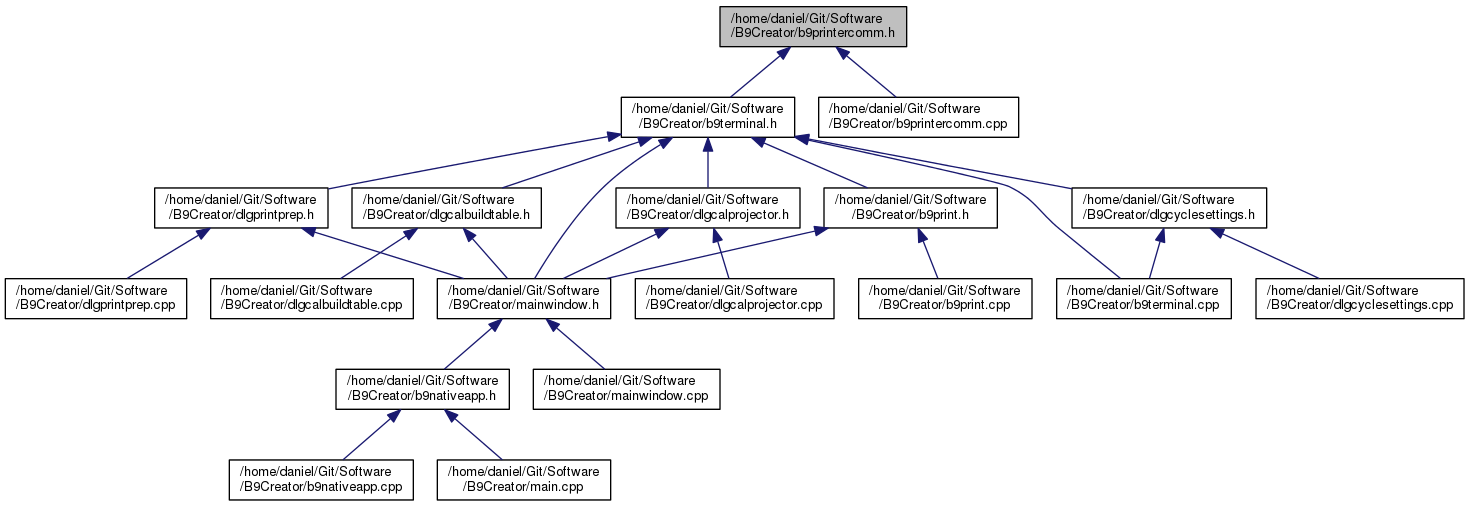 /home/daniel/Git/Software
/B9Creator/b9printercomm.h
/home/daniel/Git/Software
/B9Creator/b9terminal.h
/home/daniel/Git/Software
/B9Creator/b9printercomm.cpp
/home/daniel/Git/Software
/B9Creator/dlgprintprep.h
/home/daniel/Git/Software
/B9Creator/dlgcalbuildtable.h
/home/daniel/Git/Software
/B9Creator/dlgcalprojector.h
/home/daniel/Git/Software
/B9Creator/b9print.h
/home/daniel/Git/Software
/B9Creator/dlgcyclesettings.h
/home/daniel/Git/Software
/B9Creator/dlgprintprep.cpp
/home/daniel/Git/Software
/B9Creator/dlgcalbuildtable.cpp
/home/daniel/Git/Software
/B9Creator/mainwindow.h
/home/daniel/Git/Software
/B9Creator/dlgcalprojector.cpp
/home/daniel/Git/Software
/B9Creator/b9print.cpp
/home/daniel/Git/Software
/B9Creator/b9terminal.cpp
/home/daniel/Git/Software
/B9Creator/dlgcyclesettings.cpp
/home/daniel/Git/Software
/B9Creator/b9nativeapp.h
/home/daniel/Git/Software
/B9Creator/mainwindow.cpp
/home/daniel/Git/Software
/B9Creator/b9nativeapp.cpp
/home/daniel/Git/Software
/B9Creator/main.cpp